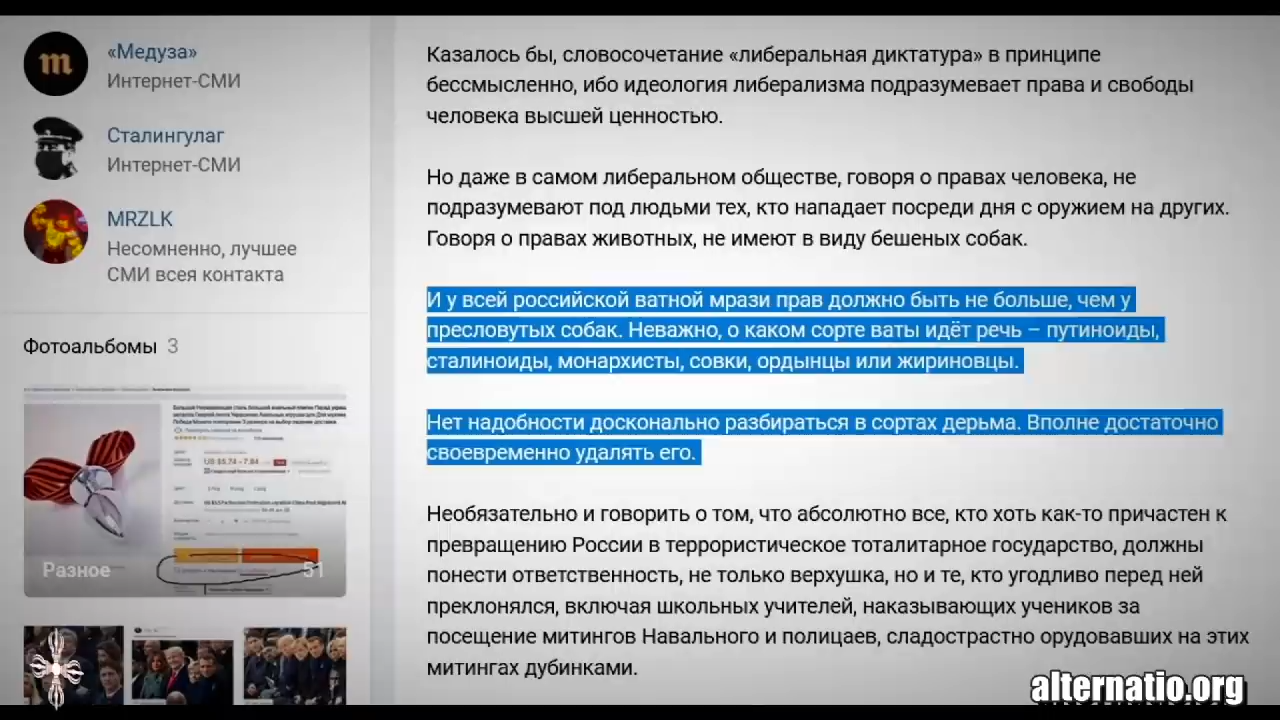 «Медуза»
Интернет-СМИ
Сталингулаг
Интернет-СМИ
MRZLK
Несомненно, лучшее
СМИ всея контакта
Фотоальбомы 3
Разное 51
Казалось бы, словосочетание «либеральная диктатура» в принципе
бессмысленно, ибо идеология либерализма подразумевает права и свободы
человека высшей ценностью.
Но даже в самом либеральном обществе, говоря о правах человека, не
подразумевают под людьми тех, кто нападает посреди дня с оружием на других.
Говоря о правах животных, не имеют в виду бешеных собак.
И у всей российской ватной мрази прав должно быть не больше, чем у
пресловутых собак. Неважно, о каком сорте ваты идёт речь – путиноиды,
сталиноиды, монархисты, совки, ордынцы или жириновцы.
Нет надобности досконально разбираться в сортах дерьма. Вполне достаточно
своевременно удалять его.
Необязательно и говорить о том, что абсолютно все, кто хоть как-то причастен к
превращению России в террористическое тоталитарное государство, должны
понести ответственность, не только верхушка, но и те, кто угодливо перед ней
преклонялся, включая школьных учителей, наказывающих учеников за
посещение митингов Навального и полицаев, сладострастно орудовавших на этих
митингах дубинками.
alternatio.org